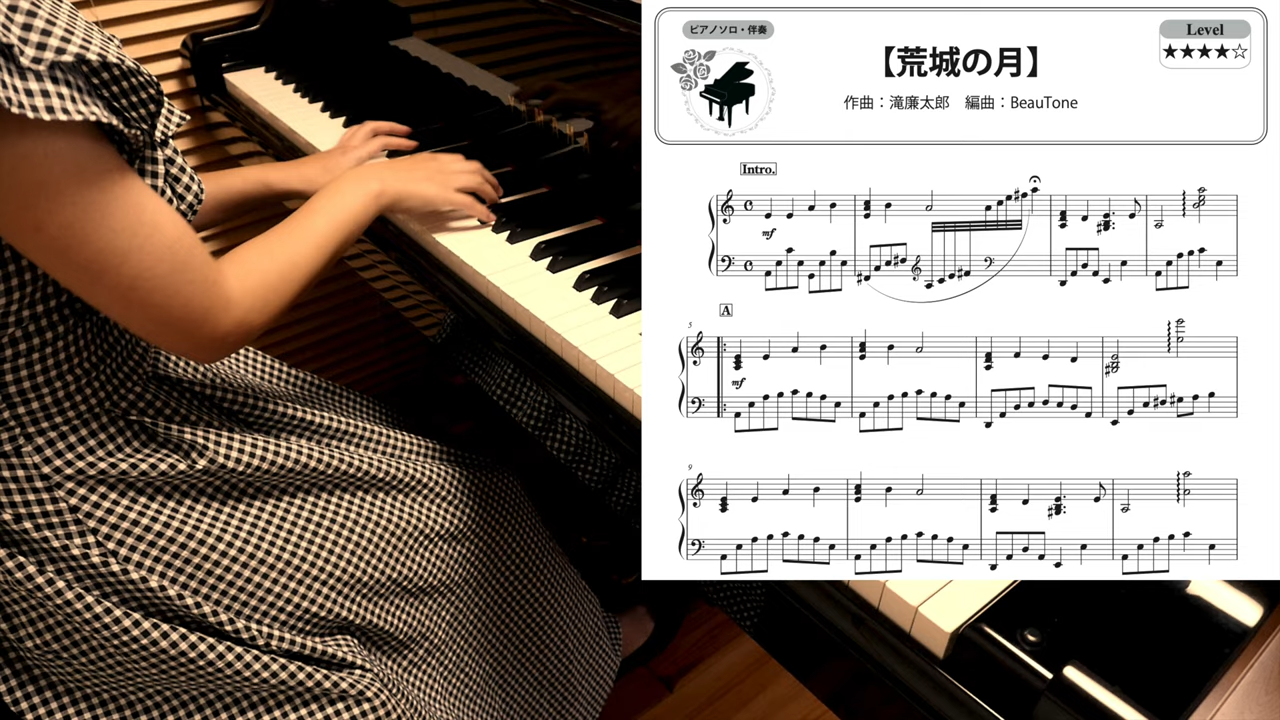 ピアノソロ・伴奏
【荒城の月】
作曲：滝廉太郎　編曲：BeauTone
Level
★★★★☆
Intro.
mf
A
5
mf
9